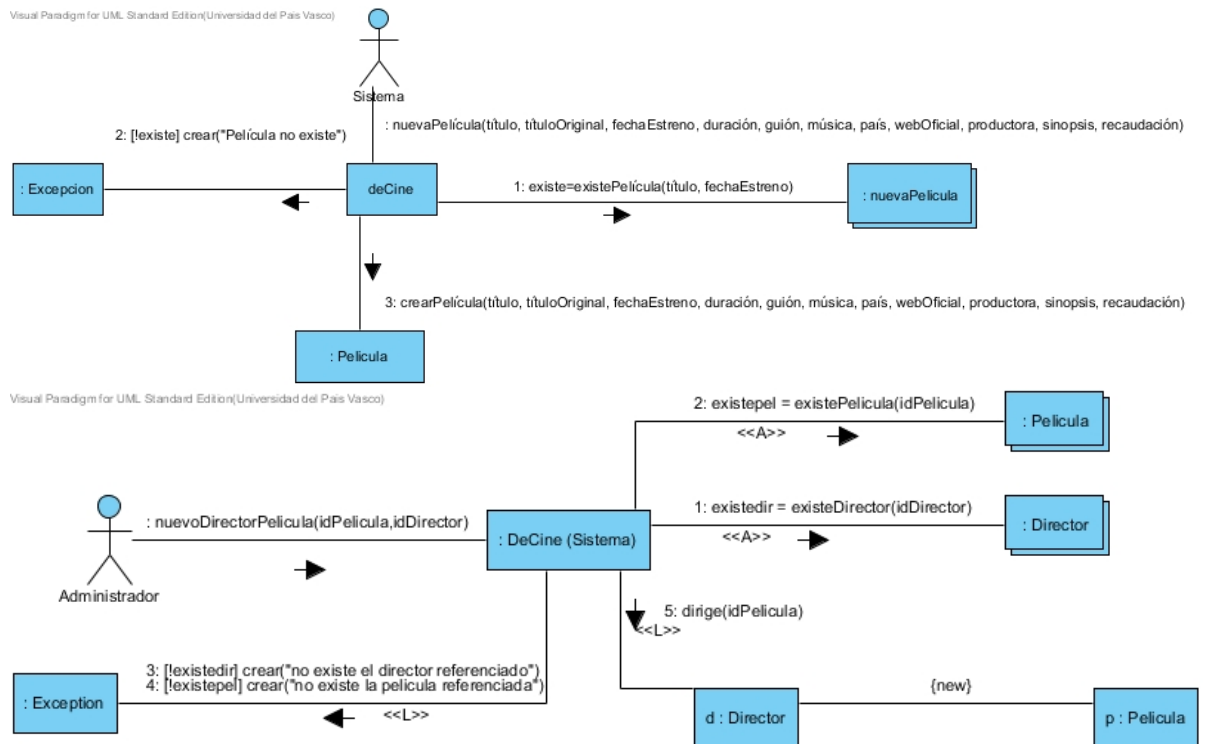 Visual Paradigm for UML Standard Edition(Universidad del Pais Vasco)
Sistema
2: [!existe] crear("Película no existe")
: nuevaPelícula(título, títuloOriginal, fechaEstreno, duración, guión, música, país, webOficial, productora, sinopsis, recaudación)
: Excepcion
deCine
1: existe=existePelícula(título, fechaEstreno)
: nuevaPelicula
3: crearPelícula(título, títuloOriginal, fechaEstreno, duración, guión, música, país, webOficial, productora, sinopsis, recaudación)
: Pelicula
Visual Paradigm for UML Standard Edition(Universidad del Pais Vasco)
2: existepel = existePelicula(idPelicula)
<<A>>
: Pelicula
1: existedir = existeDirector(idDirector)
<<A>>
: Director
: nuevoDirectorPelicula(idPelicula,idDirector)
: DeCine (Sistema)
Administrador
5: dirige(idPelicula)
<<L>>
3: [!existedir] crear("no existe el director referenciado")
4: [!existepel] crear("no existe la pelicula referenciada")
<<L>>
: Exception
{new}
d : Director
p : Pelicula